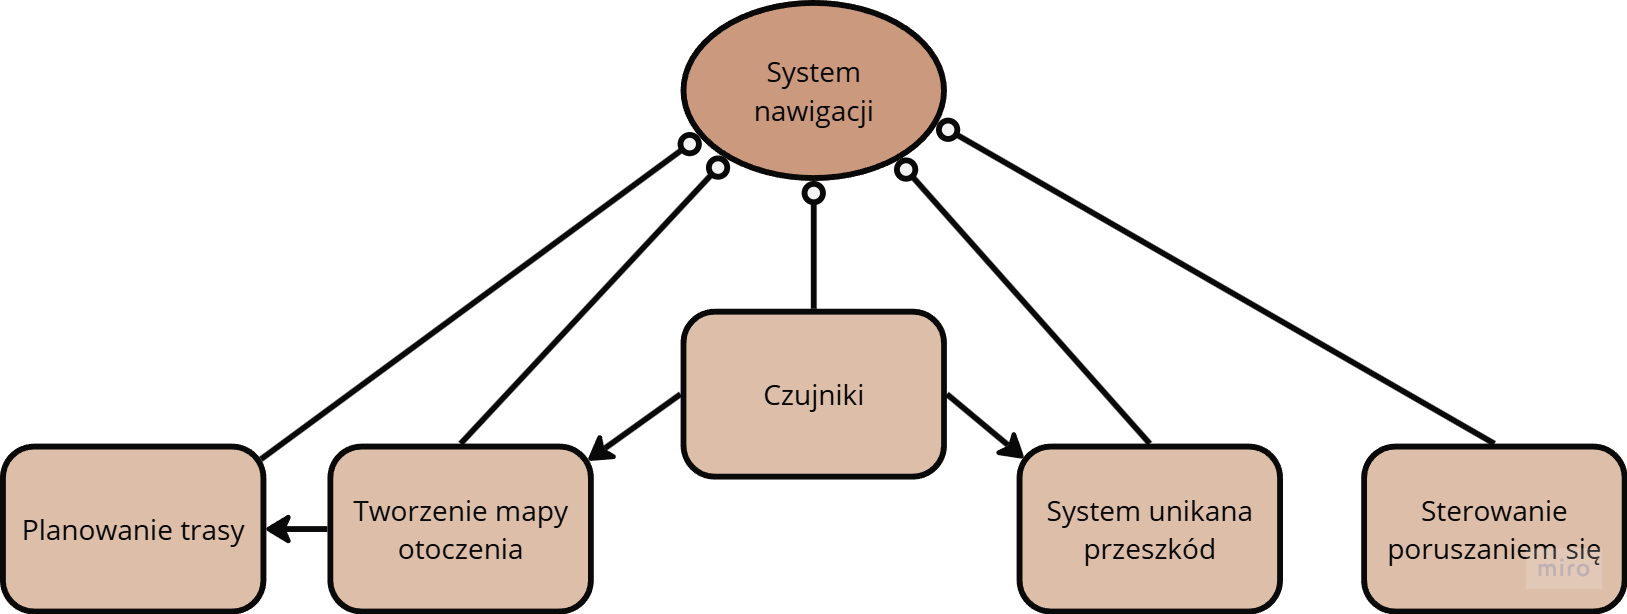 System
nawigacji
Czujniki
Planowanie trasy
Tworzenie mapy
otoczenia
System unikana
przeszkód
Sterowanie
poruszaniem się
miro